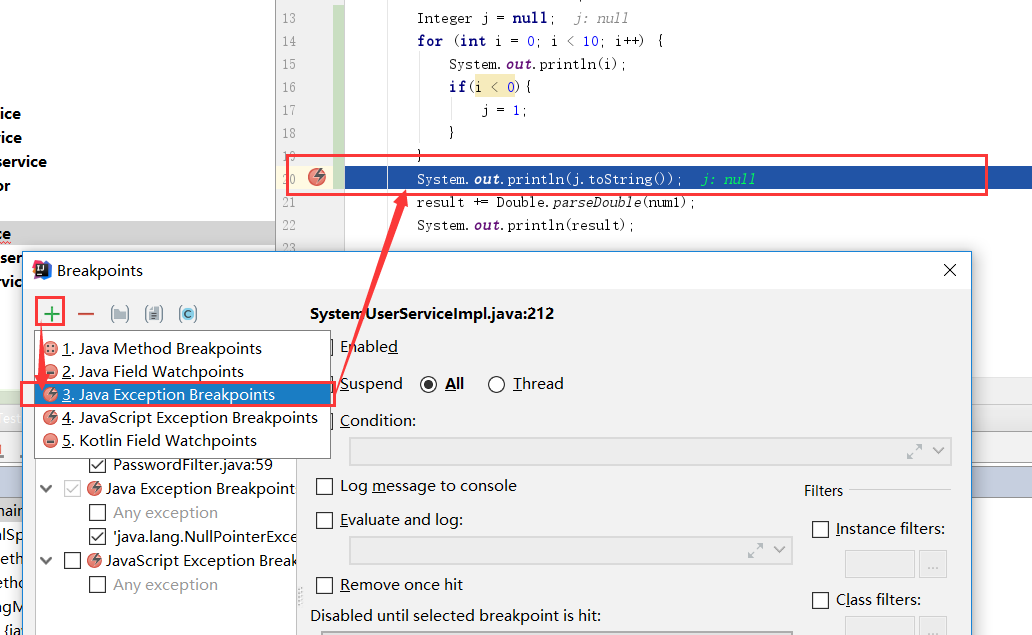 13 Integer j = null; j: null
14 for (int i = 0; i < 10; i++) {
15 System.out.println(i);
16 if(i < 0){
17 j = 1;
18 }
19 }
20 System.out.println(j.toString()); j: null
21 result += Double.parseDouble(num1);
22 System.out.println(result);
23
ice
ice
service
or
ce
ser
rvic
Breakpoints
SystemUserServiceImpl.java:212
1. Java Method Breakpoints
2. Java Field Watchpoints
3. Java Exception Breakpoints
4. JavaScript Exception Breakpoints
5. Kotlin Field Watchpoints
PasswordFilter.java:59
Java Exception Breakpoint
Any exception
'java.lang.NullPointerExce
JavaScript Exception Break
Any exception
Enabled
Suspend All Thread
Condition:
Log message to console
Evaluate and log:
Remove once hit
Disabled until selected breakpoint is hit:
Filters
Instance filters:
...
Class filters:
...